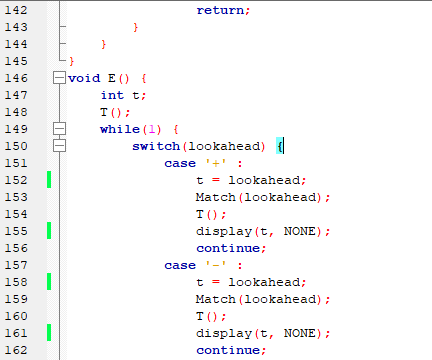 142                 return;
143         }
144     }
145 }
146 void E() {
147     int t;
148     T();
149     while(1) {
150         switch(lookahead) {
151             case '+' :
152                 t = lookahead;
153                 Match(lookahead);
154                 T();
155                 display(t, NONE);
156                 continue;
157             case '-' :
158                 t = lookahead;
159                 Match(lookahead);
160                 T();
161                 display(t, NONE);
162                 continue;